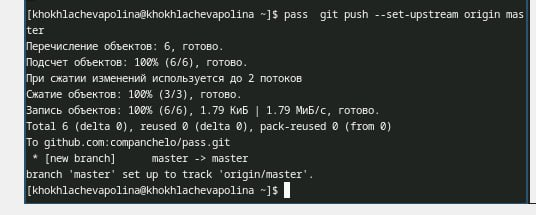 [khokhlachevapolina@khokhlachevapolina ~]$ pass  git push --set-upstream origin mas
ter
Перечисление объектов: 6, готово.
Подсчет объектов: 100% (6/6), готово.
При сжатии изменений используется до 2 потоков
Сжатие объектов: 100% (3/3), готово.
Запись объектов: 100% (6/6), 1.79 КиБ | 1.79 МиБ/с, готово.
Total 6 (delta 0), reused 0 (delta 0), pack-reused 0 (from 0)
To github.com:companchelo/pass.git
 * [new branch]      master -> master
branch 'master' set up to track 'origin/master'.
[khokhlachevapolina@khokhlachevapolina ~]$